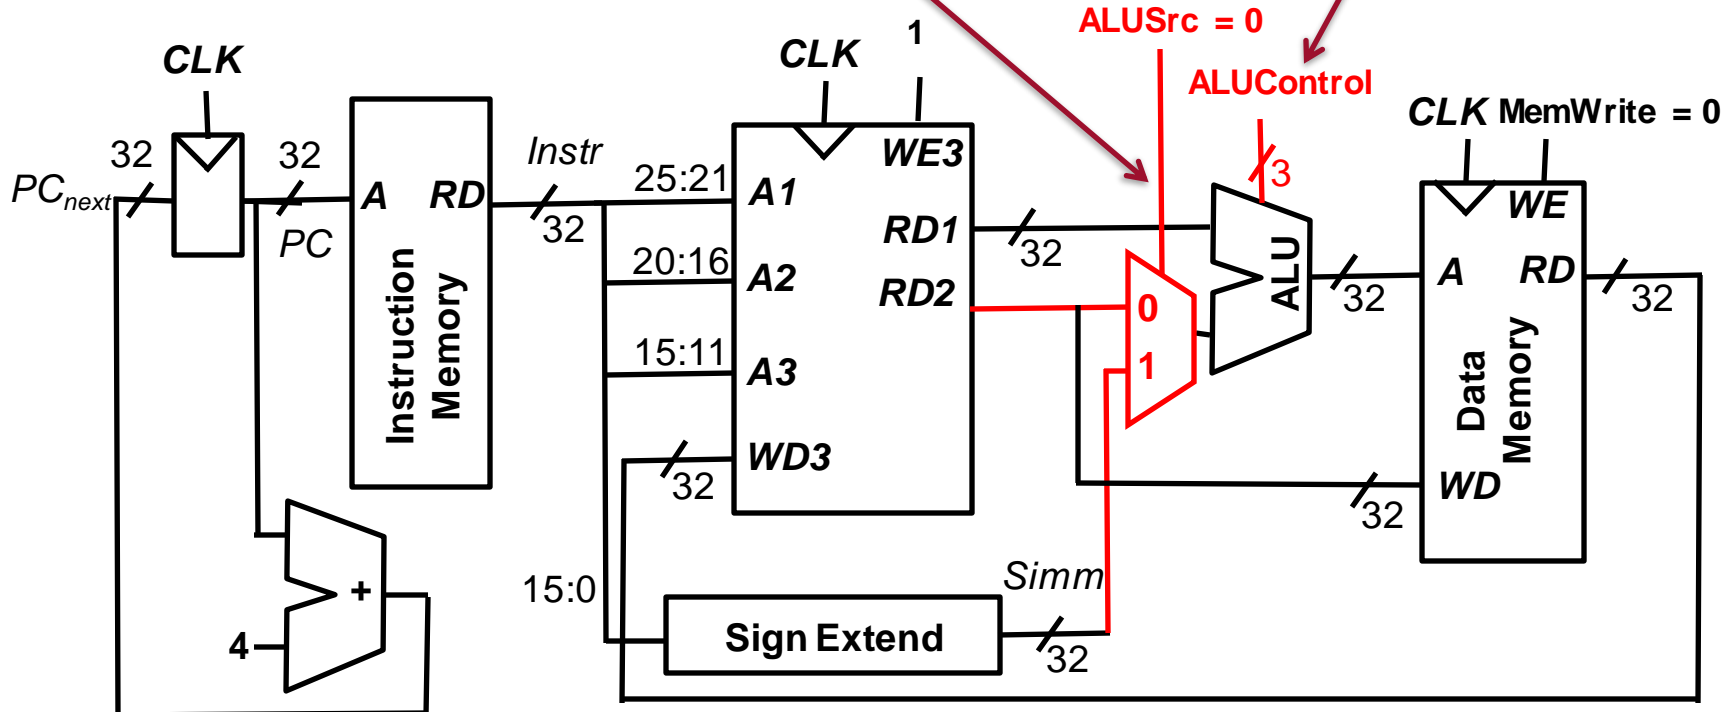 ALUSrc = 0
1
CLK
CLK
ALUControl
CLK MemWrite = 0
32
32
Instr
25:21
WE3
3
PCnext
A
RD
A1
WE
32
PC
RD1
32
20:16
A2
RD2
ALU
A
RD
32
32
0
Instruction
Memory
15:11
A3
1
Data
Memory
WD3
32
WD
32
+
15:0
Simm
4
Sign Extend
32